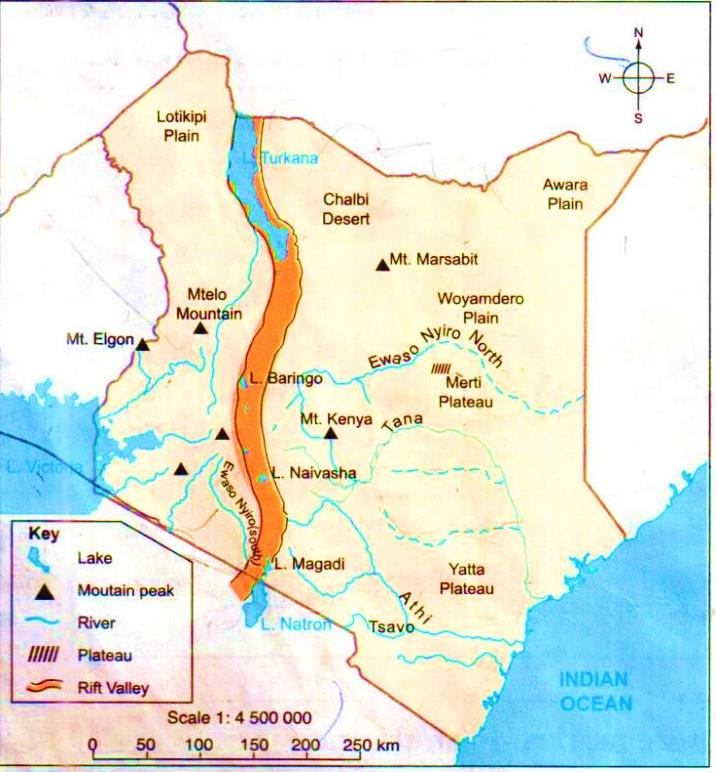 N
W E
S
Lotikipi
Plain
L. Turkana
Chalbi
Desert
Awara
Plain
Mt. Marsabit
Mtelo
Mountain
Woyamdero
Plain
Mt. Elgon
Ewaso Nyiro North
L. Baringo
Merti
Plateau
Mt. Kenya
Tana
L. Victoria
L. Naivasha
Ewaso Nyiro(south)
L. Magadi
Yatta
Plateau
Athi
L. Natron
Tsavo
INDIAN
OCEAN
Key
Lake
Moutain peak
River
Plateau
Rift Valley
Scale 1: 4 500 000
0 50 100 150 200 250 km